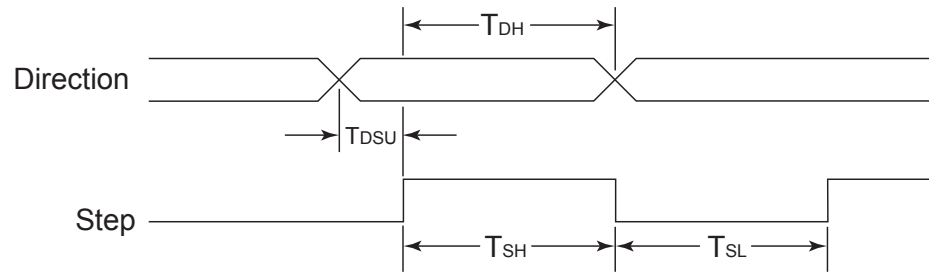 TDH
Direction
TDSU
Step
TSH
TSL